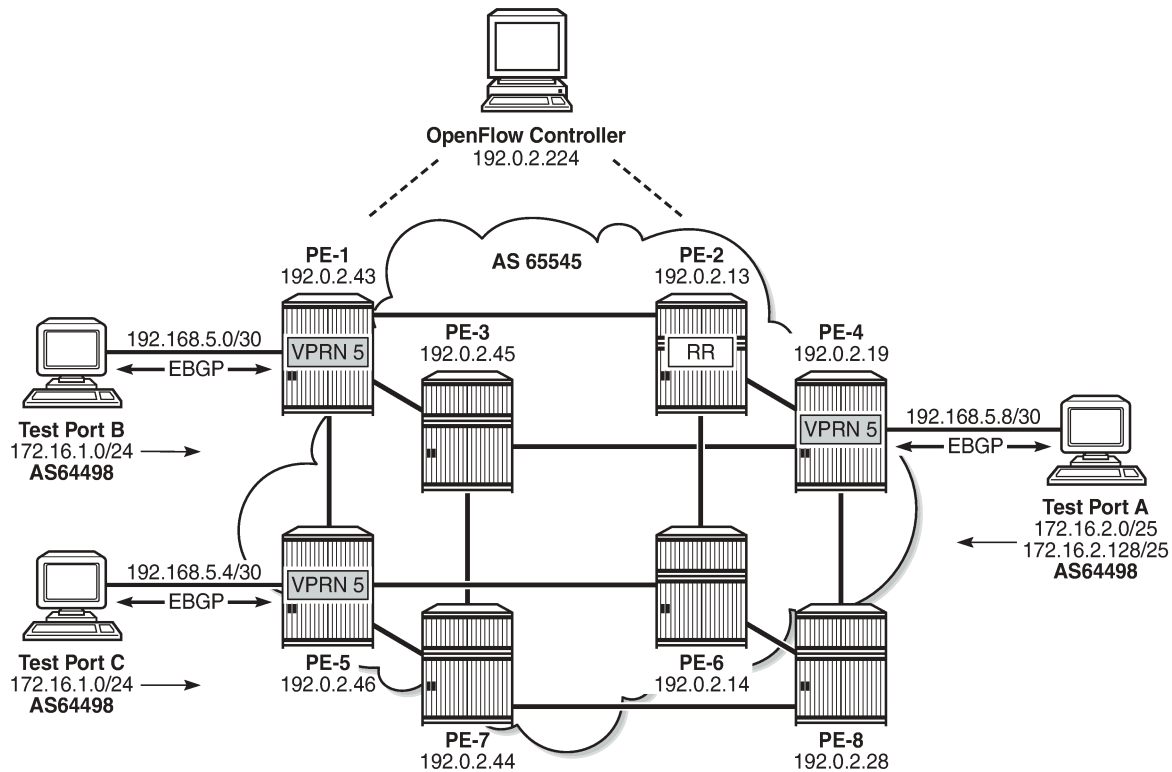 OpenFlow Controller
192.0.2.224
AS 65545
PE-1
192.0.2.43
VPRN 5
PE-2
192.0.2.13
RR
PE-3
192.0.2.45
PE-4
192.0.2.19
VPRN 5
192.168.5.0/30
EBGP
Test Port B
172.16.1.0/24
AS64498
192.168.5.8/30
EBGP
Test Port A
172.16.2.0/25
172.16.2.128/25
AS64498
192.168.5.4/30
EBGP
Test Port C
172.16.1.0/24
AS64498
VPRN 5
PE-5
192.0.2.46
PE-6
192.0.2.14
PE-7
192.0.2.44
PE-8
192.0.2.28